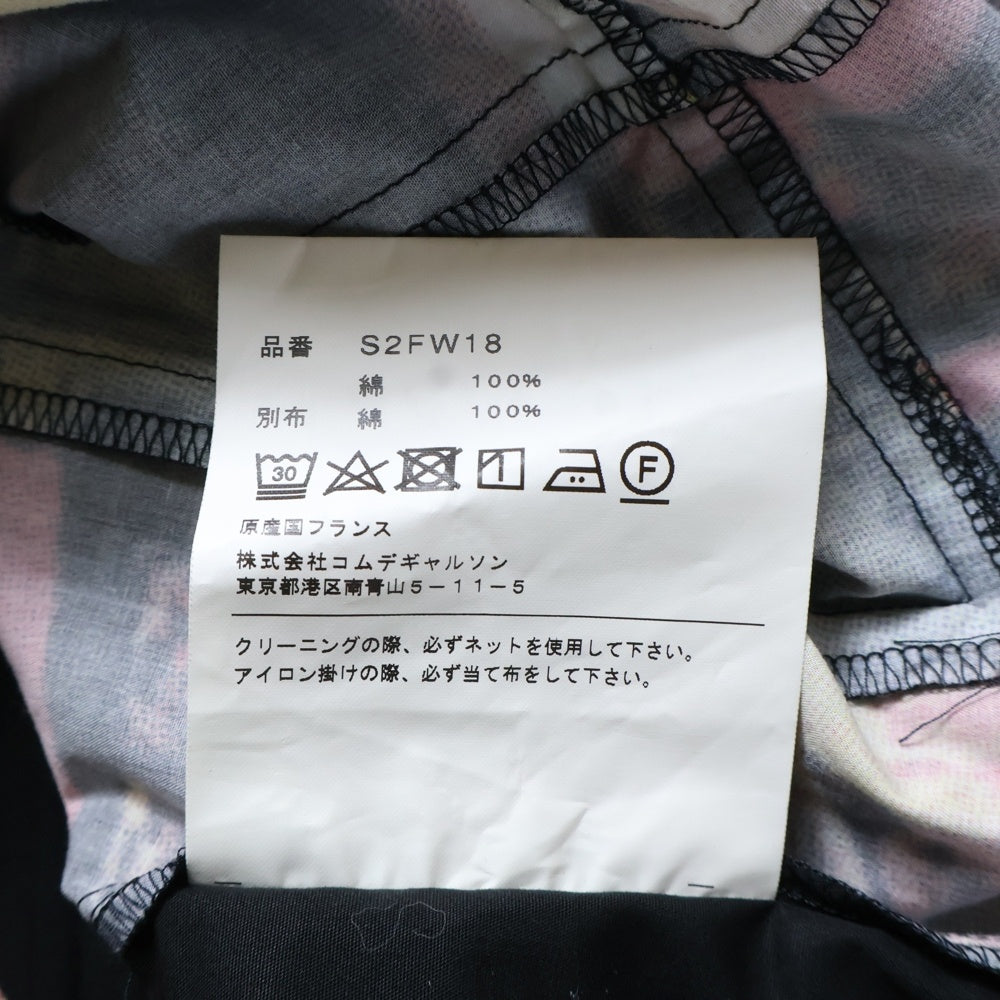 品番 S2FW18
綿 100%
別布 綿 100%
30 F
原産国フランス
株式会社コムデギャルソン
東京都港区南青山5-11-5
クリーニングの際、必ずネットを使用して下さい。
アイロン掛けの際、必ず当て布をして下さい。